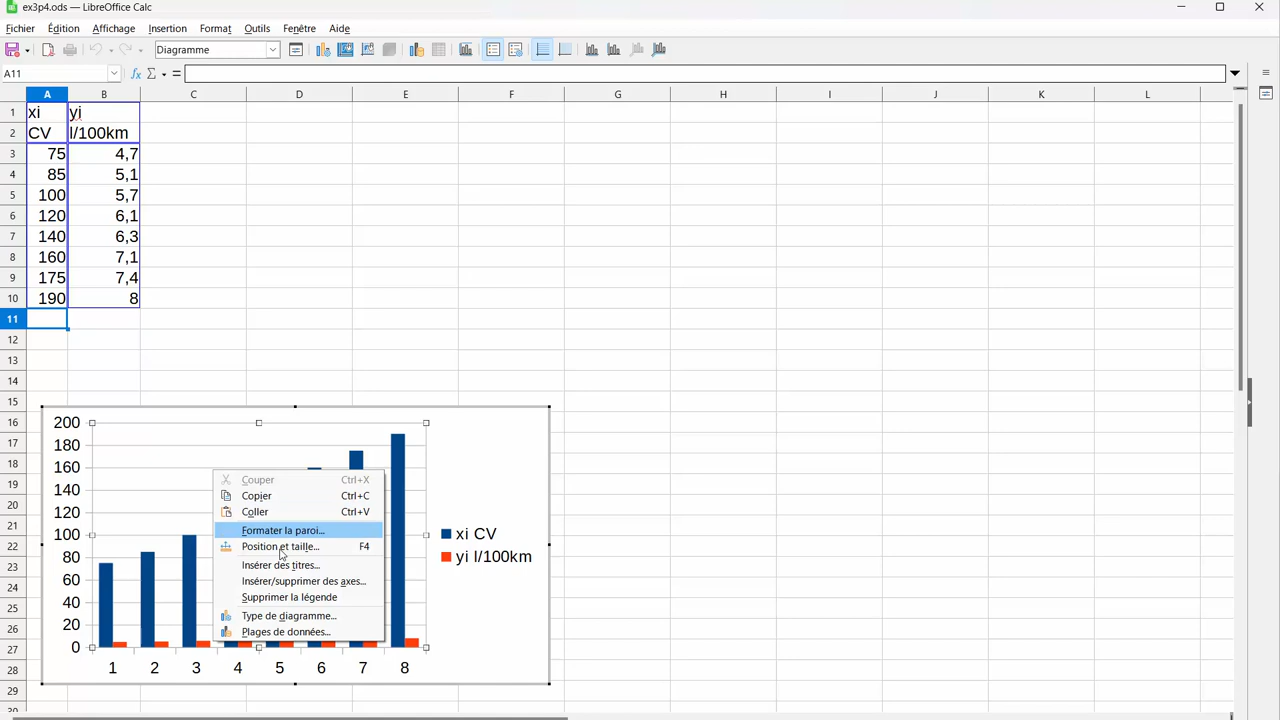 ex3p4.ods — LibreOffice Calc
Fichier Édition Affichage Insertion Format Outils Fenêtre Aide
Diagramme
A11
A B C D E F G H I J K L
1 xi yi
2 CV l/100km
3 75 4,7
4 85 5,1
5 100 5,7
6 120 6,1
7 140 6,3
8 160 7,1
9 175 7,4
10 190 8
11
12
13
14
15
16
17
18
19
20
21
22
23
24
25
26
27
28
29
200
180
160
140
120
100
80
60
40
20
0
1 2 3 4 5 6 7 8
xi CV
yi l/100km
Couper Ctrl+X
Copier Ctrl+C
Coller Ctrl+V
Formater la paroi...
Position et taille... F4
Insérer des titres...
Insérer/supprimer des axes...
Supprimer la légende
Type de diagramme...
Plages de données...